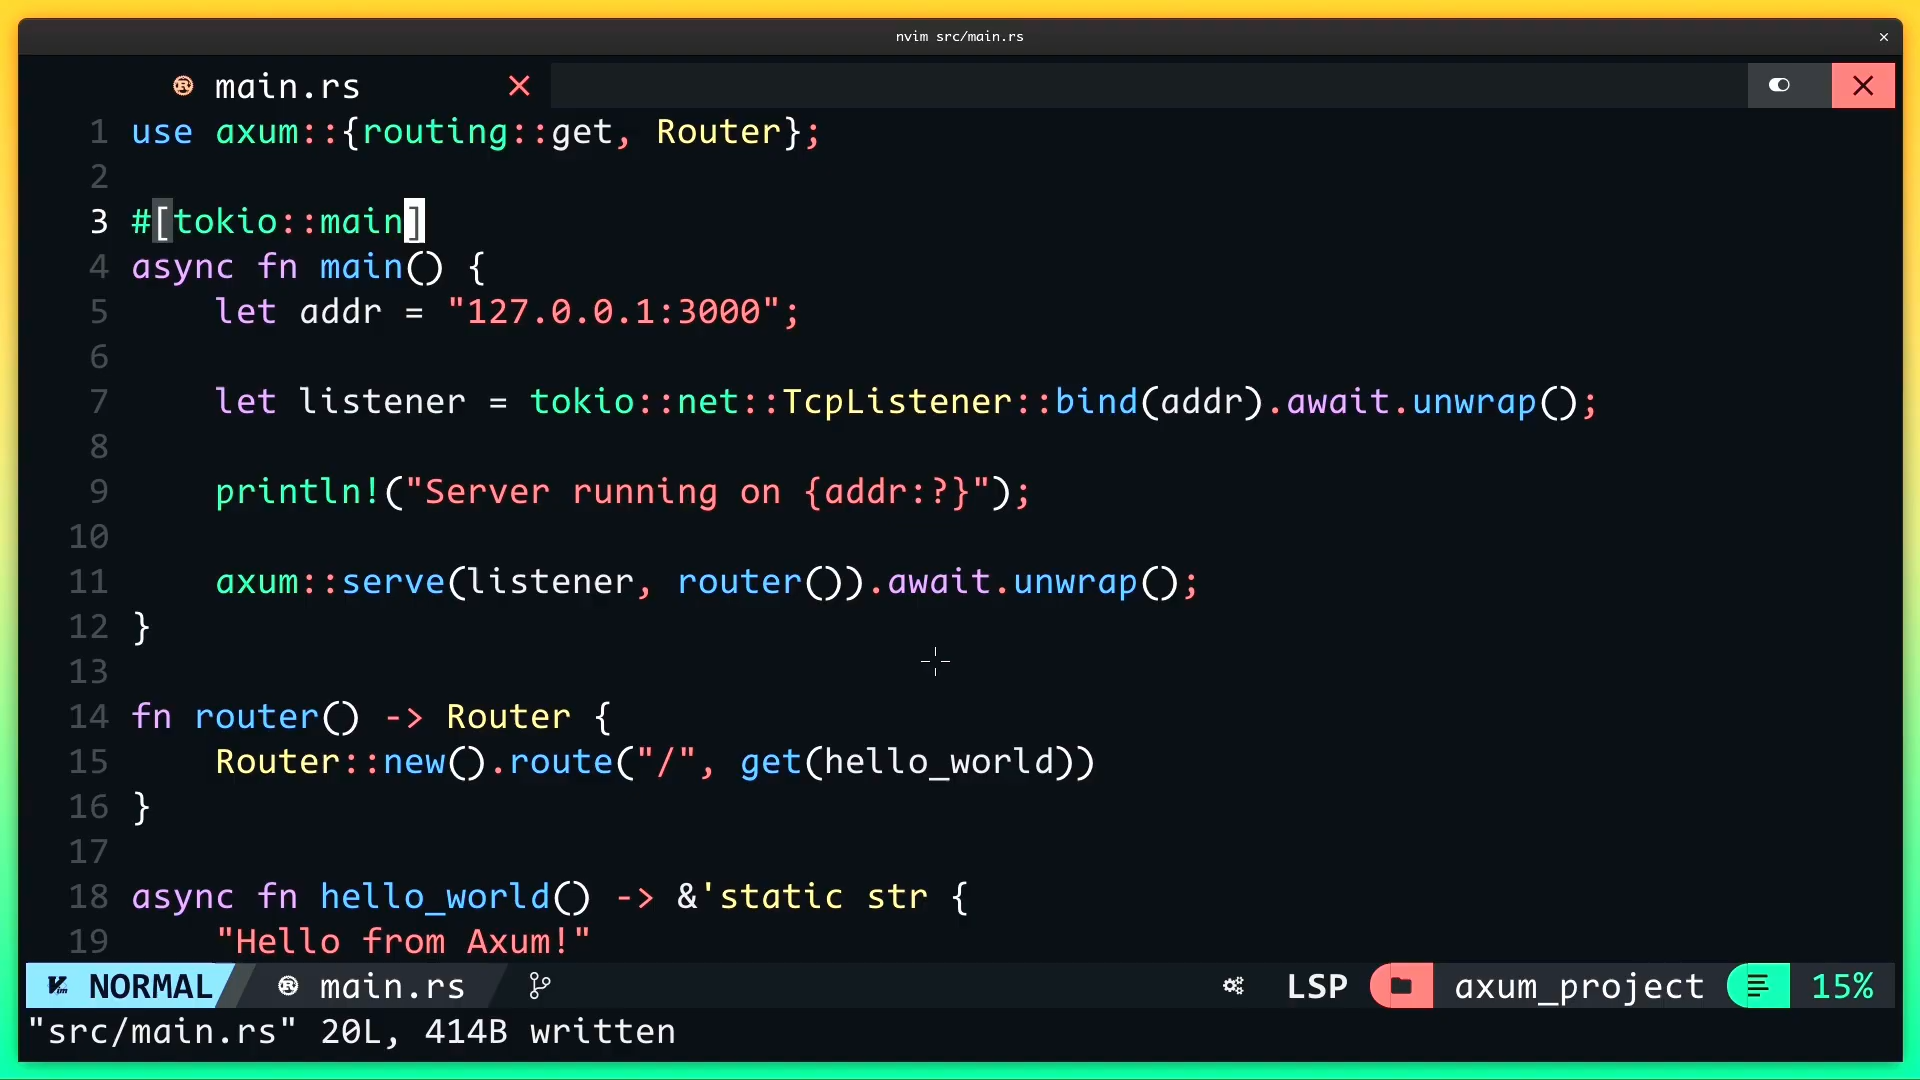 nvim src/main.rs
main.rs
1 use axum::{routing::get, Router};
2
3 #[tokio::main]
4 async fn main() {
5     let addr = "127.0.0.1:3000";
6
7     let listener = tokio::net::TcpListener::bind(addr).await.unwrap();
8
9     println!("Server running on {addr:?}");
10
11     axum::serve(listener, router()).await.unwrap();
12 }
13
14 fn router() -> Router {
15     Router::new().route("/", get(hello_world))
16 }
17
18 async fn hello_world() -> &'static str {
19     "Hello from Axum!"
NORMAL main.rs LSP axum_project 15%
"src/main.rs" 20L, 414B written